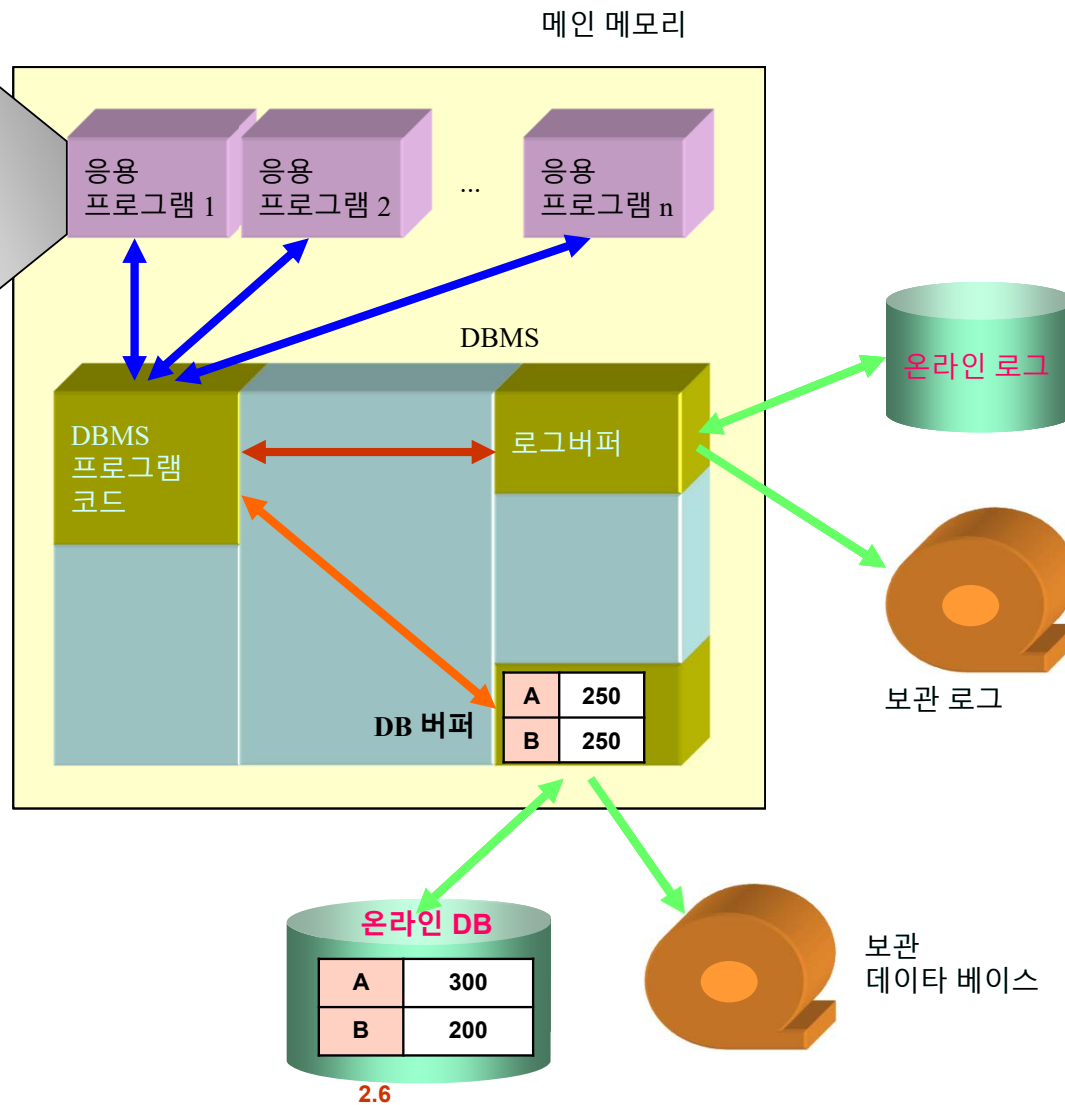 메인 메모리
응용
프로그램 1
응용
프로그램 2
...
응용
프로그램 n
DBMS
온라인 로그
DBMS
프로그램
코드
로그버퍼
보관 로그
DB 버퍼
A 250
B 250
온라인 DB
A 300
B 200
보관
데이타 베이스
2.6